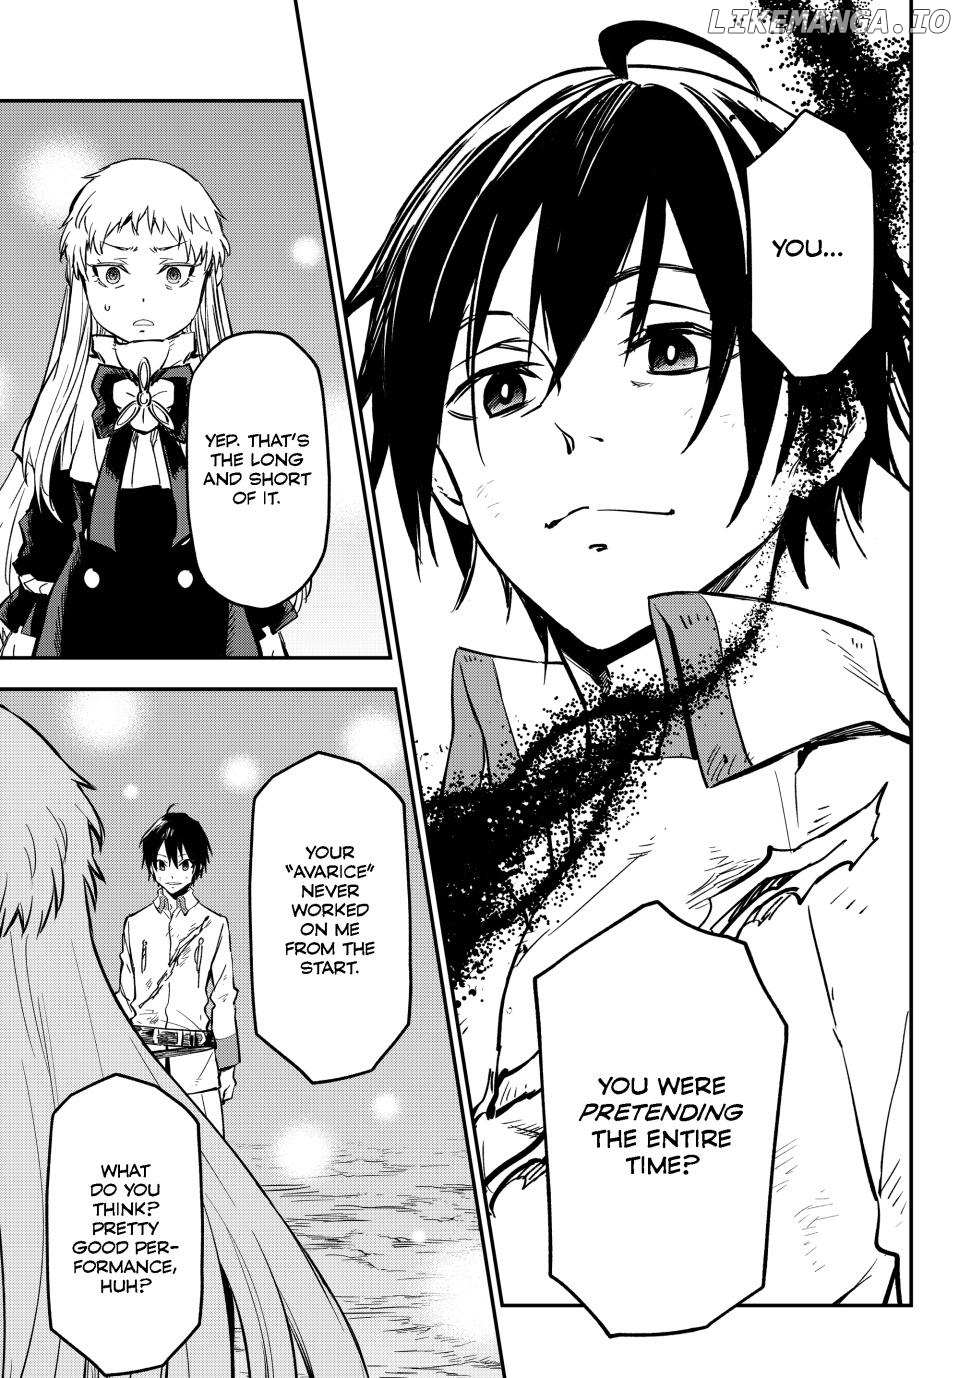 LIKEMANGA.IO
YOU...
YOU WERE
PRETENDING
THE ENTIRE
TIME?
YEP. THAT'S
THE LONG
AND SHORT
OF IT.
YOUR
"AVARICE"
NEVER
WORKED
ON ME
FROM THE
START.
WHAT
DO YOU
THINK?
PRETTY
GOOD PER-
FORMANCE,
HUH?